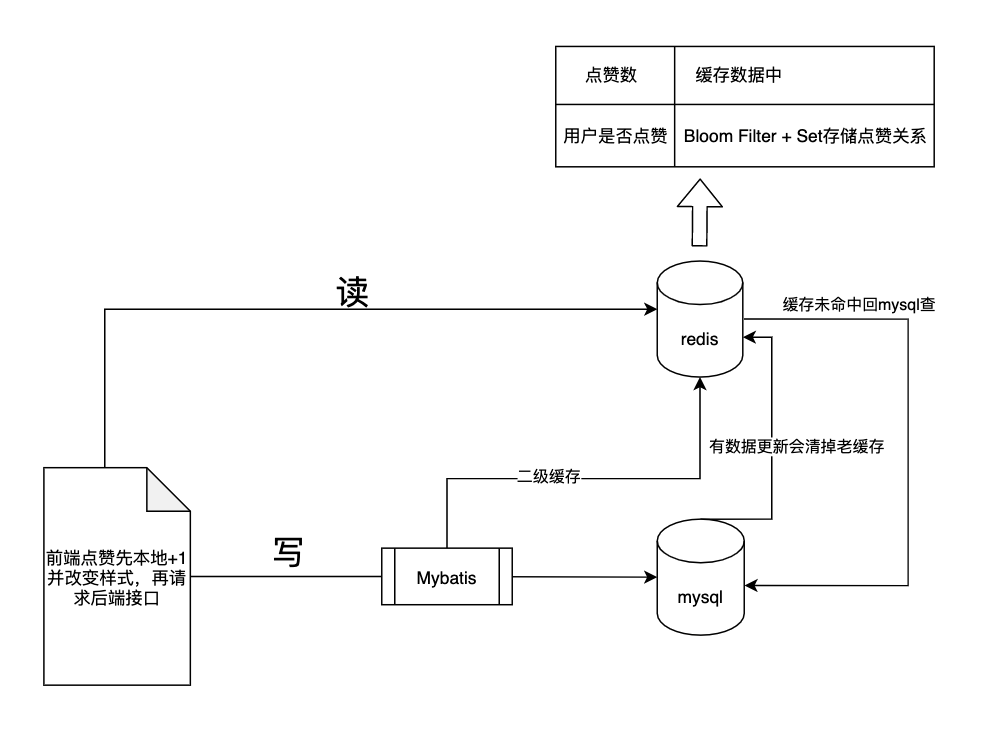 点赞数
缓存数据中
用户是否点赞
Bloom Filter + Set存储点赞关系
读
缓存未命中回mysql查
redis
有数据更新会清掉老缓存
二级缓存
前端点赞先本地+1
并改变样式，再请
求后端接口
写
Mybatis
mysql